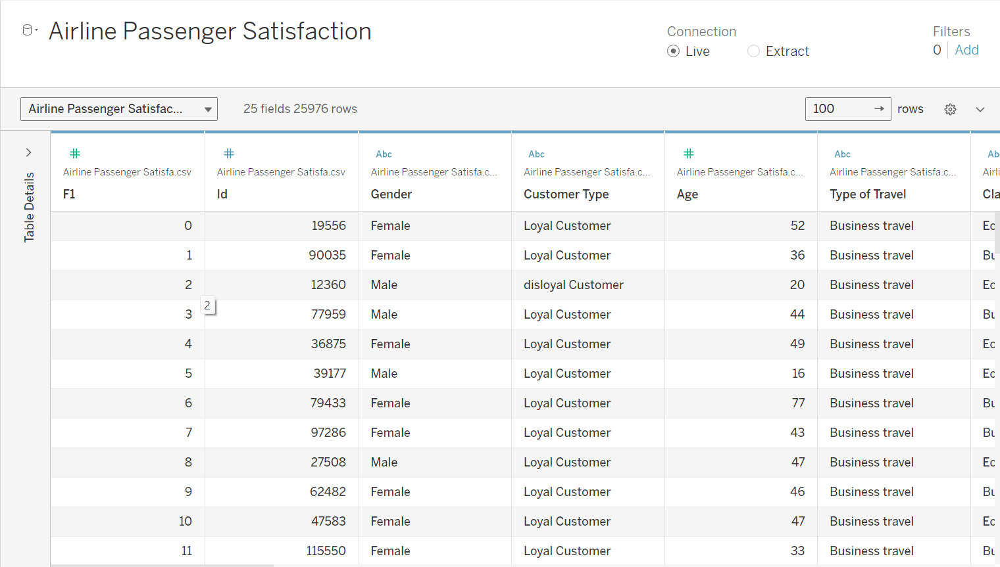 Airline Passenger Satisfaction
Connection
Live Extract
Filters
0 Add
Airline Passenger Satisfac...
25 fields 25976 rows
100 → rows
Table Details
# # Abc Abc # Abc Ab
Airline Passenger Satisfa.csv Airline Passenger Satisfa.csv Airline Passenger Satisfa.c... Airline Passenger Satisfa.c... Airline Passenger Satisfa.c... Airline Passenger Satisfa.c... Airli
F1 Id Gender Customer Type Age Type of Travel Cla
0 19556 Female Loyal Customer 52 Business travel Ec
1 90035 Female Loyal Customer 36 Business travel Bu
2 12360 Male disloyal Customer 20 Business travel Ec
2
3 77959 Male Loyal Customer 44 Business travel Bu
4 36875 Female Loyal Customer 49 Business travel Ec
5 39177 Male Loyal Customer 16 Business travel Ec
6 79433 Female Loyal Customer 77 Business travel Bu
7 97286 Female Loyal Customer 43 Business travel Bu
8 27508 Male Loyal Customer 47 Business travel Ec
9 62482 Female Loyal Customer 46 Business travel Bu
10 47583 Female Loyal Customer 47 Business travel Ec
11 115550 Female Loyal Customer 33 Business travel Bu